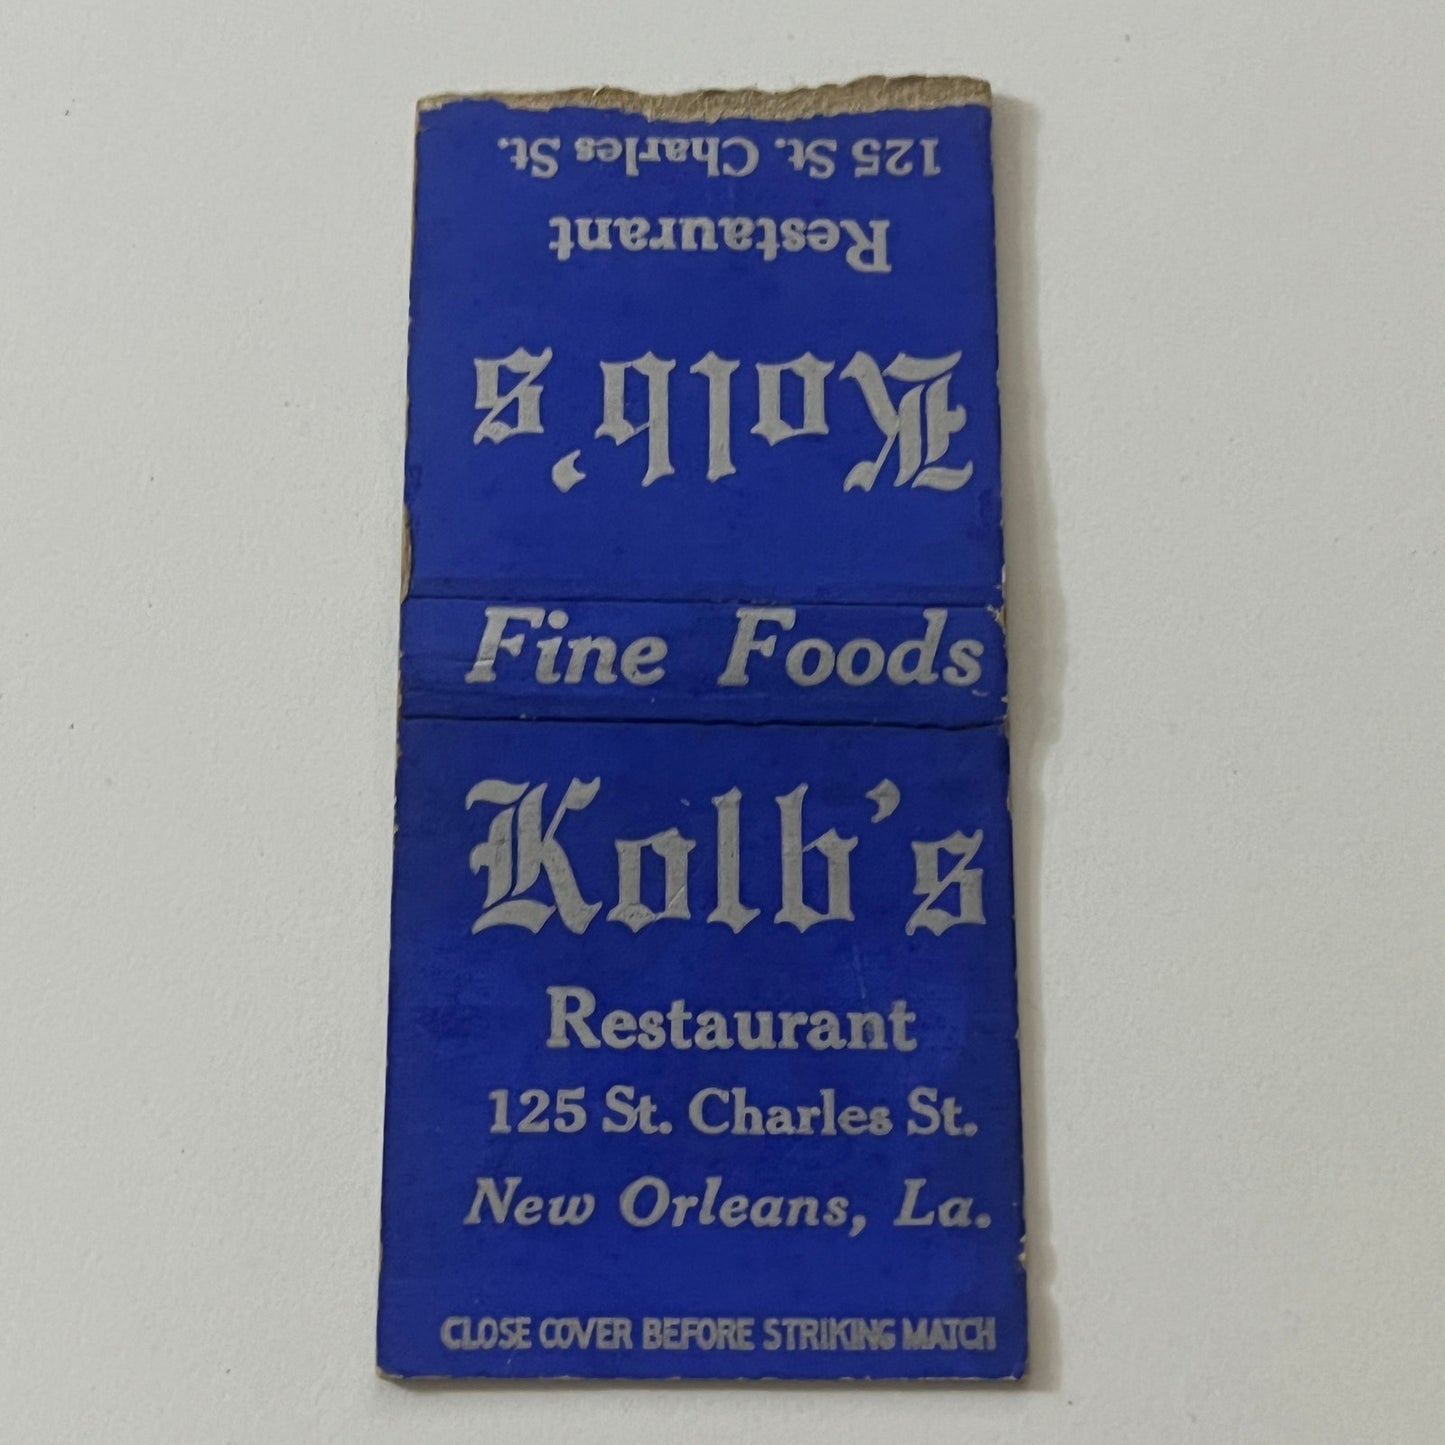 125 St. Charles St.
Restaurant
Kolb's
Fine Foods
Kolb's
Restaurant
125 St. Charles St.
New Orleans, La.
CLOSE COVER BEFORE STRIKING MATCH